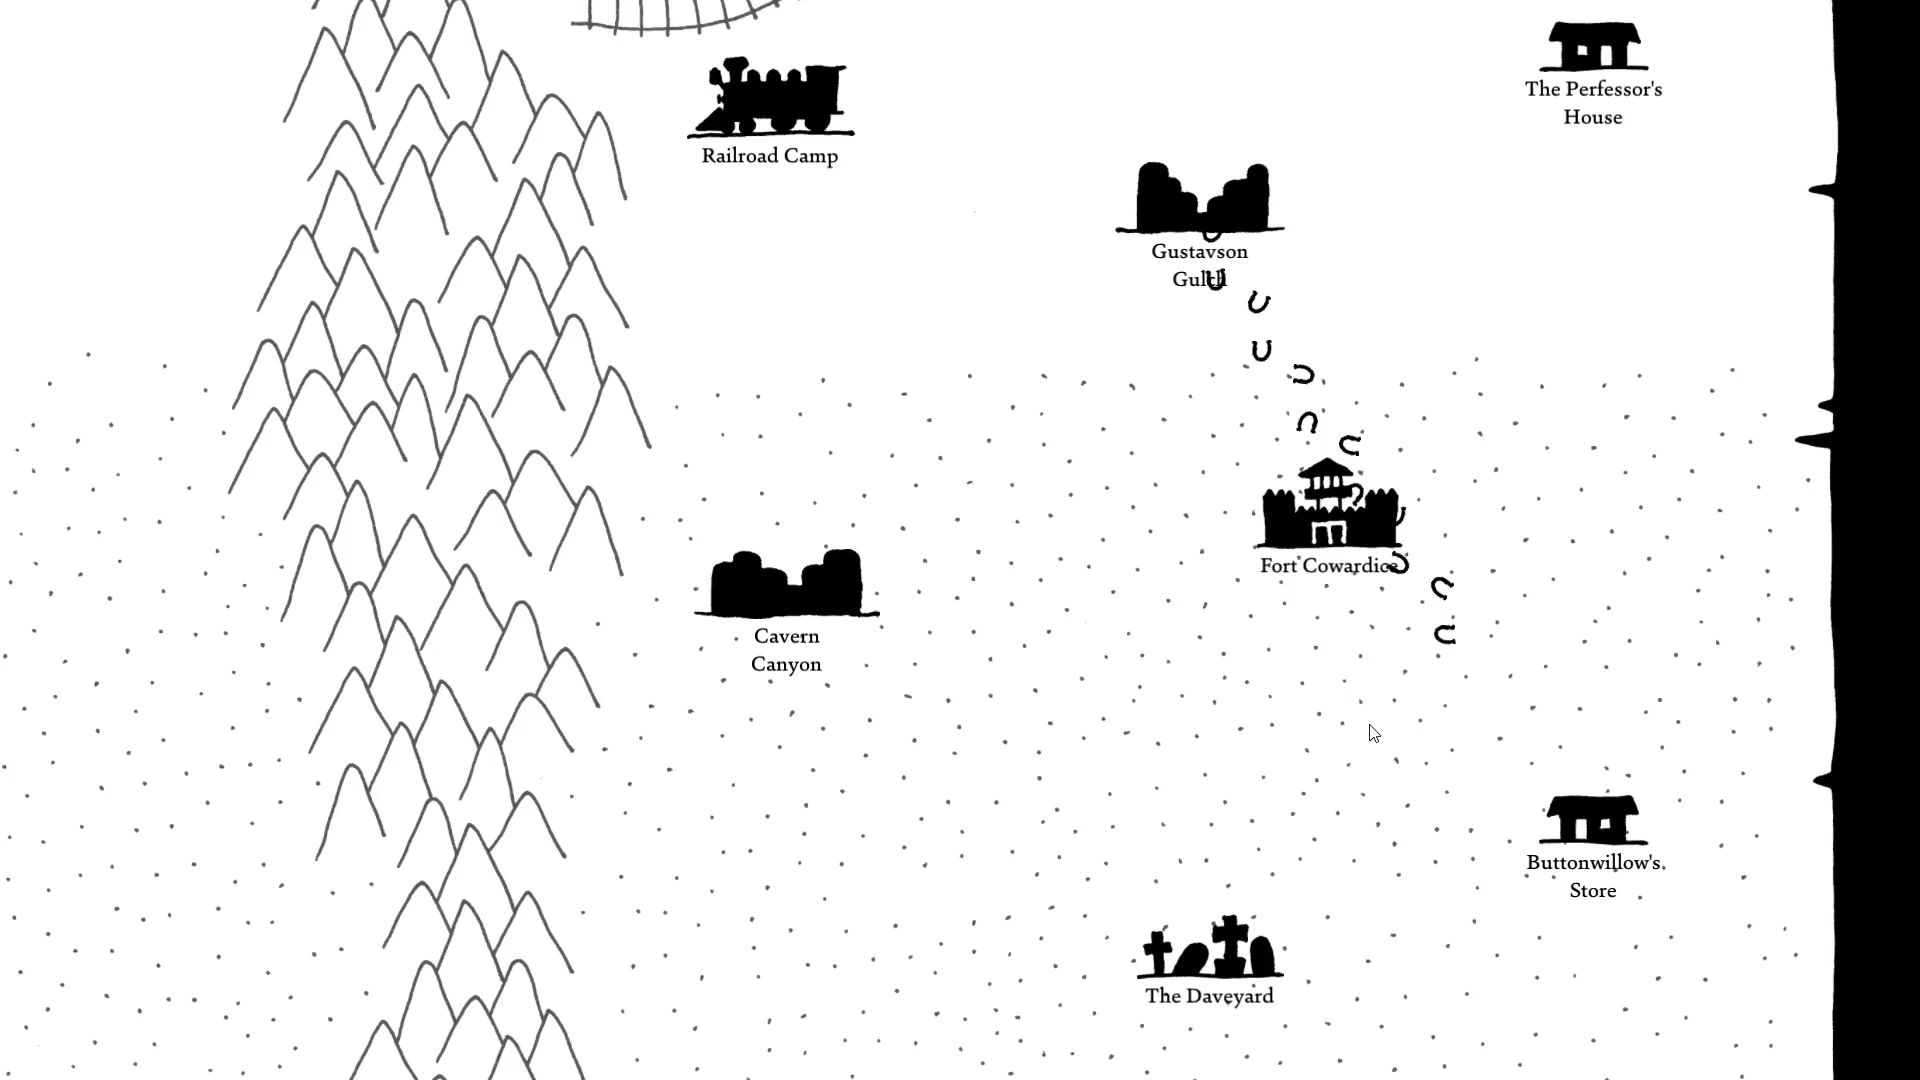 The Perfessor's
House
Railroad Camp
Gustavson
Gulch
Fort Cowardice
Cavern
Canyon
Buttonwillow's
Store
The Daveyard